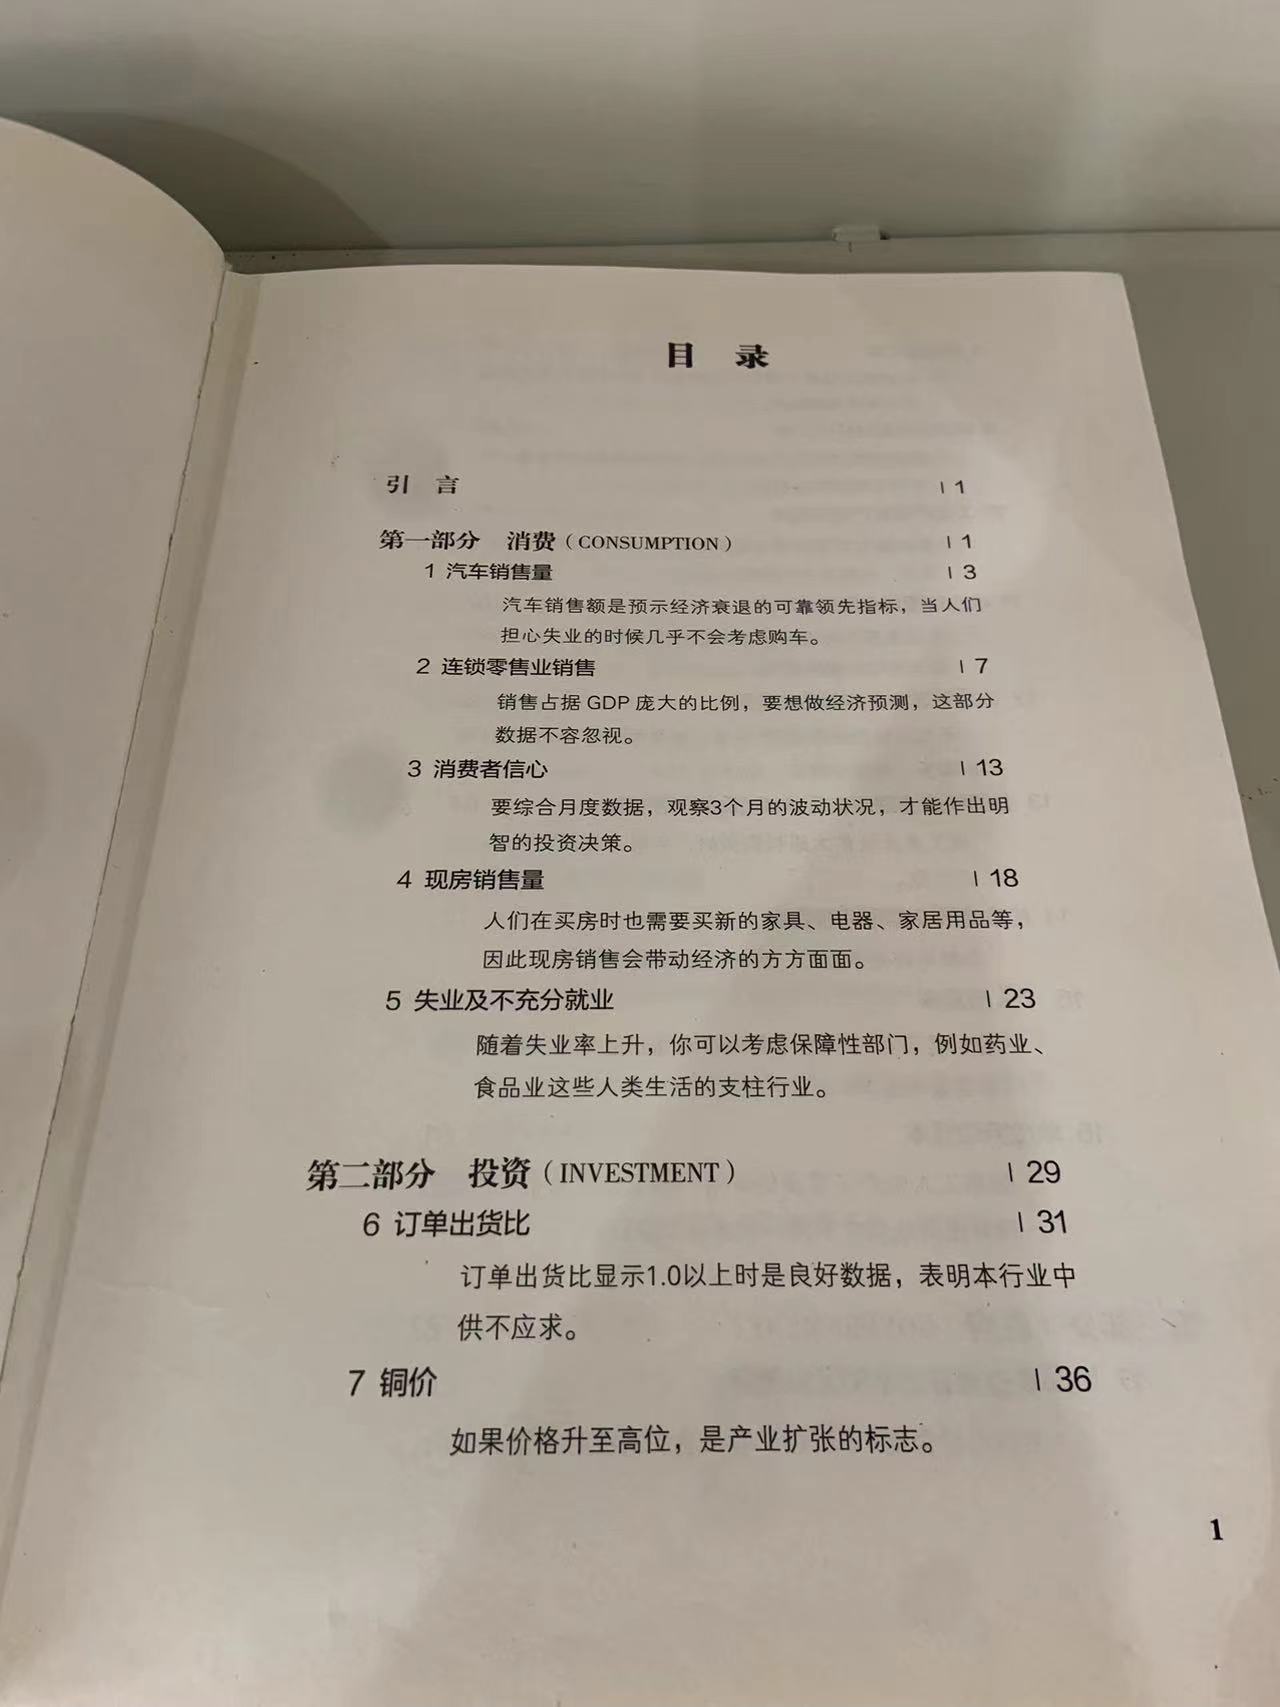 目 录
引 言 | 1
第一部分 消费（CONSUMPTION） | 1
1 汽车销售量 | 3
汽车销售额是预示经济衰退的可靠领先指标，当人们
担心失业的时候几乎不会考虑购车。
2 连锁零售业销售 | 7
销售占据 GDP 庞大的比例，要想做经济预测，这部分
数据不容忽视。
3 消费者信心 | 13
要综合月度数据，观察3个月的波动状况，才能作出明
智的投资决策。
4 现房销售量 | 18
人们在买房时也需要买新的家具、电器、家居用品等，
因此现房销售会带动经济的方方面面。
5 失业及不充分就业 | 23
随着失业率上升，你可以考虑保障性部门，例如药业、
食品业这些人类生活的支柱行业。
第二部分 投资（INVESTMENT） | 29
6 订单出货比 | 31
订单出货比显示1.0以上时是良好数据，表明本行业中
供不应求。
7 铜价 | 36
如果价格升至高位，是产业扩张的标志。
1